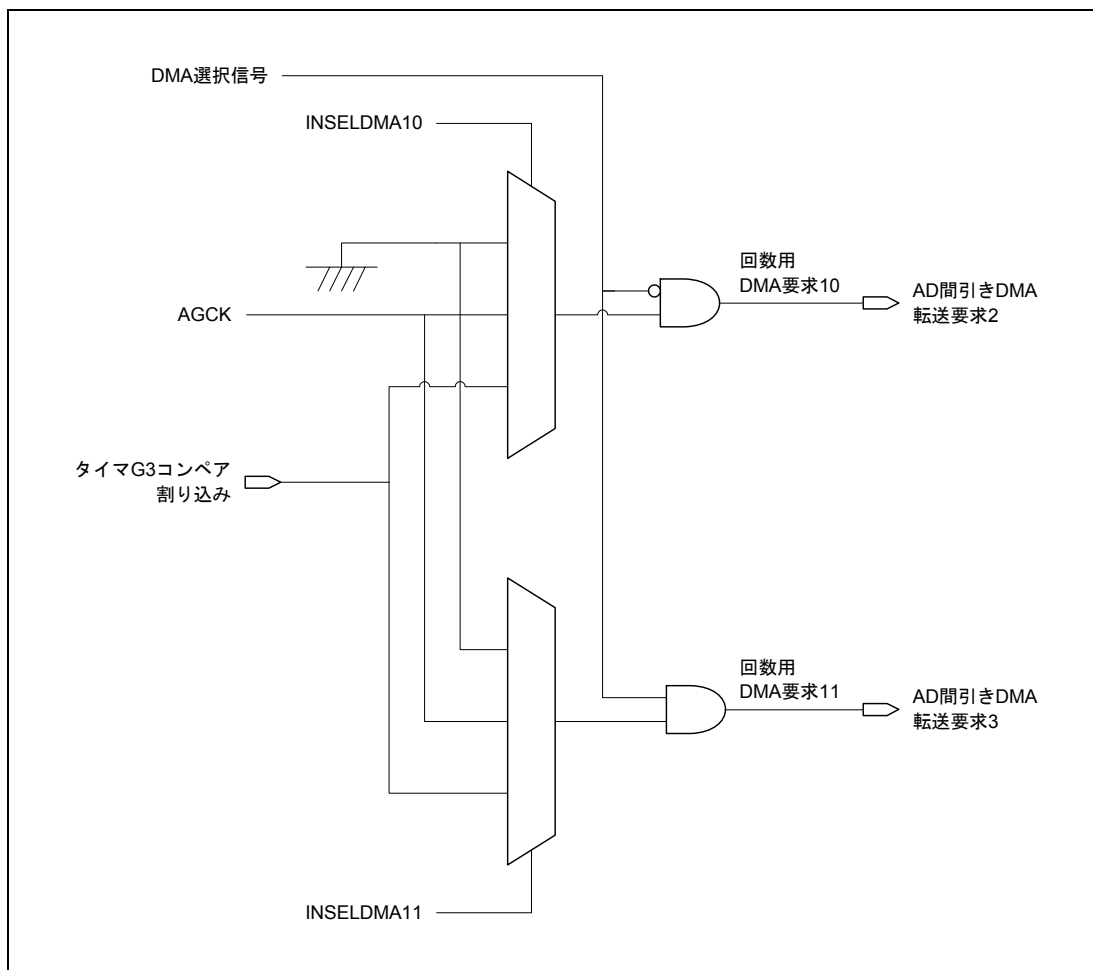 DMA選択信号
INSELDMA10
AGCK
回数用
DMA要求10
AD間引きDMA
転送要求2
タイマG3コンペア
割り込み
回数用
DMA要求11
AD間引きDMA
転送要求3
INSELDMA11